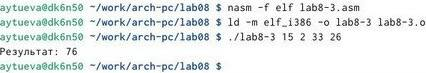 aytueva@dk6n50 ~/work/arch-pc/lab08 $ nasm -f elf lab8-3.asm
aytueva@dk6n50 ~/work/arch-pc/lab08 $ ld -m elf_i386 -o lab8-3 lab8-3.o
aytueva@dk6n50 ~/work/arch-pc/lab08 $ ./lab8-3 15 2 33 26
Результат: 76
aytueva@dk6n50 ~/work/arch-pc/lab08 $